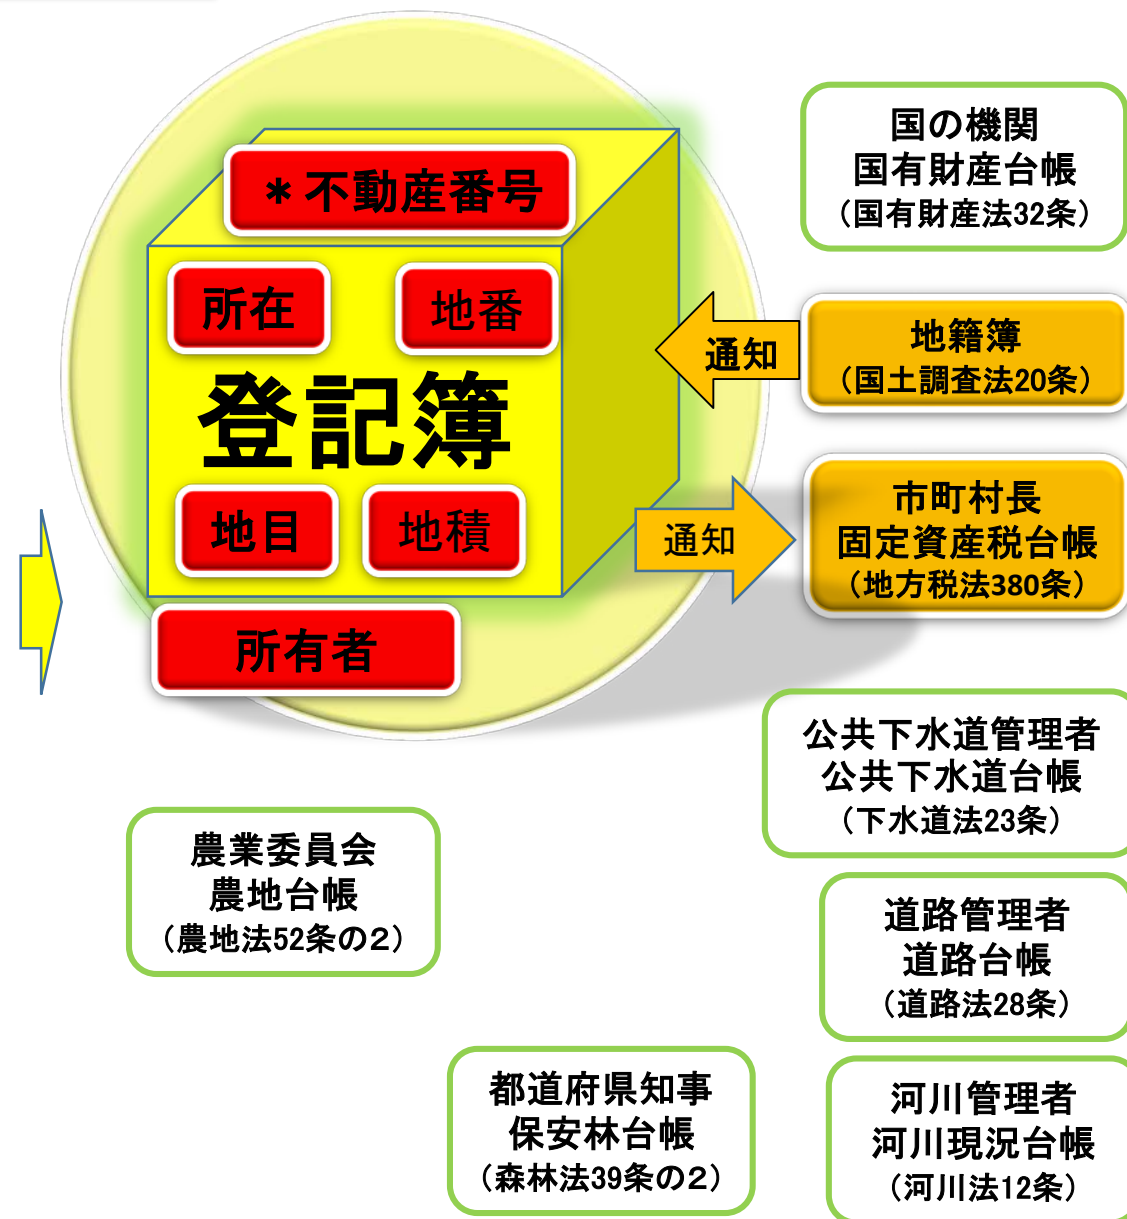 ＊不動産番号
所在
地番
登記簿
地目
地積
所有者
国の機関
国有財産台帳
（国有財産法32条）
通知
地籍簿
（国土調査法20条）
通知
市町村長
固定資産税台帳
（地方税法380条）
公共下水道管理者
公共下水道台帳
（下水道法23条）
農業委員会
農地台帳
（農地法52条の２）
道路管理者
道路台帳
（道路法28条）
都道府県知事
保安林台帳
（森林法39条の２）
河川管理者
河川現況台帳
（河川法12条）